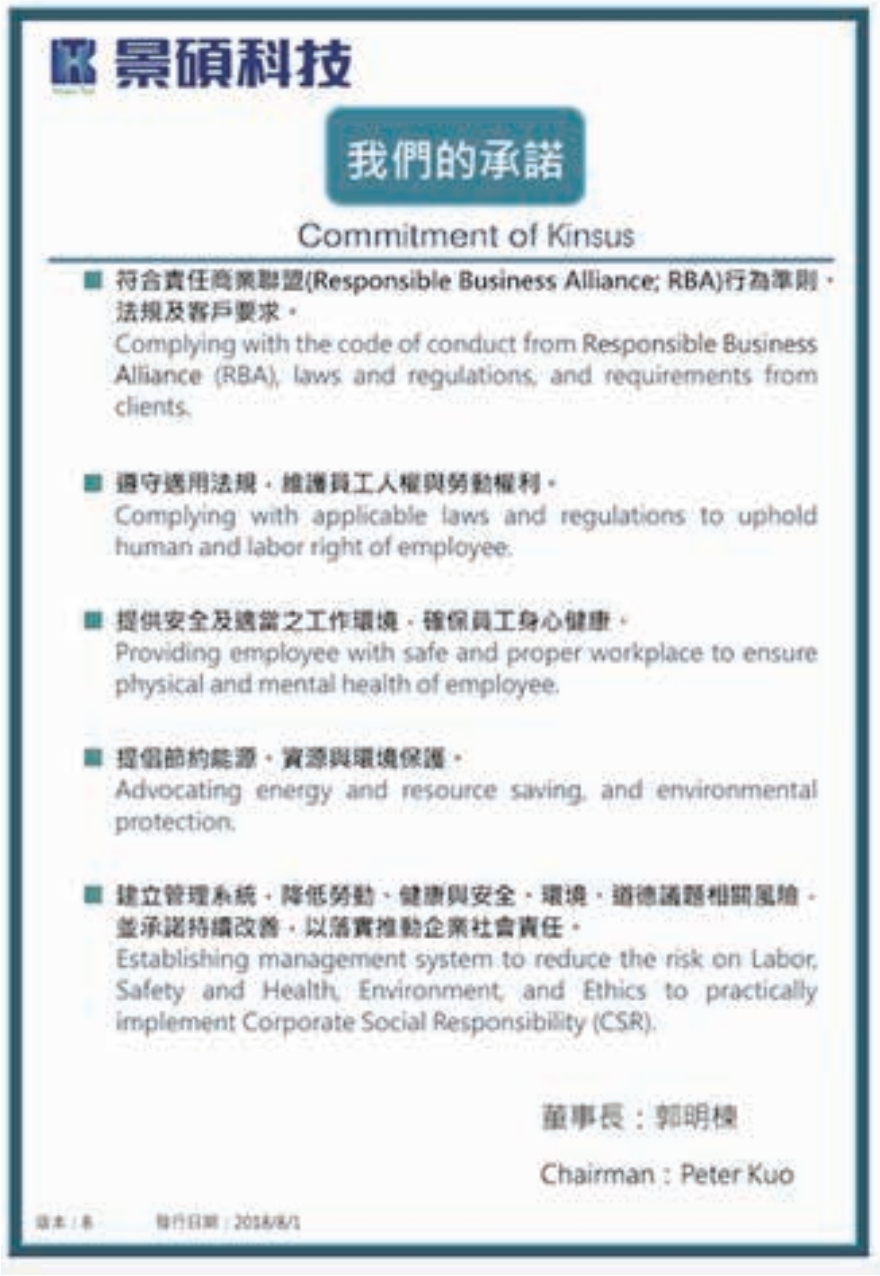 景碩科技
我們的承諾
Commitment of Kinsus
■ 符合責任商業聯盟(Responsible Business Alliance; RBA)行為準則、
法規及客戶要求。
Complying with the code of conduct from Responsible Business
Alliance (RBA), laws and regulations, and requirements from
clients.
■ 遵守適用法規，維護員工人權與勞動權利。
Complying with applicable laws and regulations to uphold
human and labor right of employee.
■ 提供安全及適當之工作環境，確保員工身心健康。
Providing employee with safe and proper workplace to ensure
physical and mental health of employee.
■ 提倡節約能源、資源與環境保護。
Advocating energy and resource saving, and environmental
protection.
■ 建立管理系統，降低勞動、健康與安全、環境、道德議題相關風險，
並承諾持續改善，以落實推動企業社會責任。
Establishing management system to reduce the risk on Labor,
Safety and Health, Environment, and Ethics to practically
implement Corporate Social Responsibility (CSR).
董事長：郭明棟
Chairman：Peter Kuo
版本：B 發行日期：2018/8/1